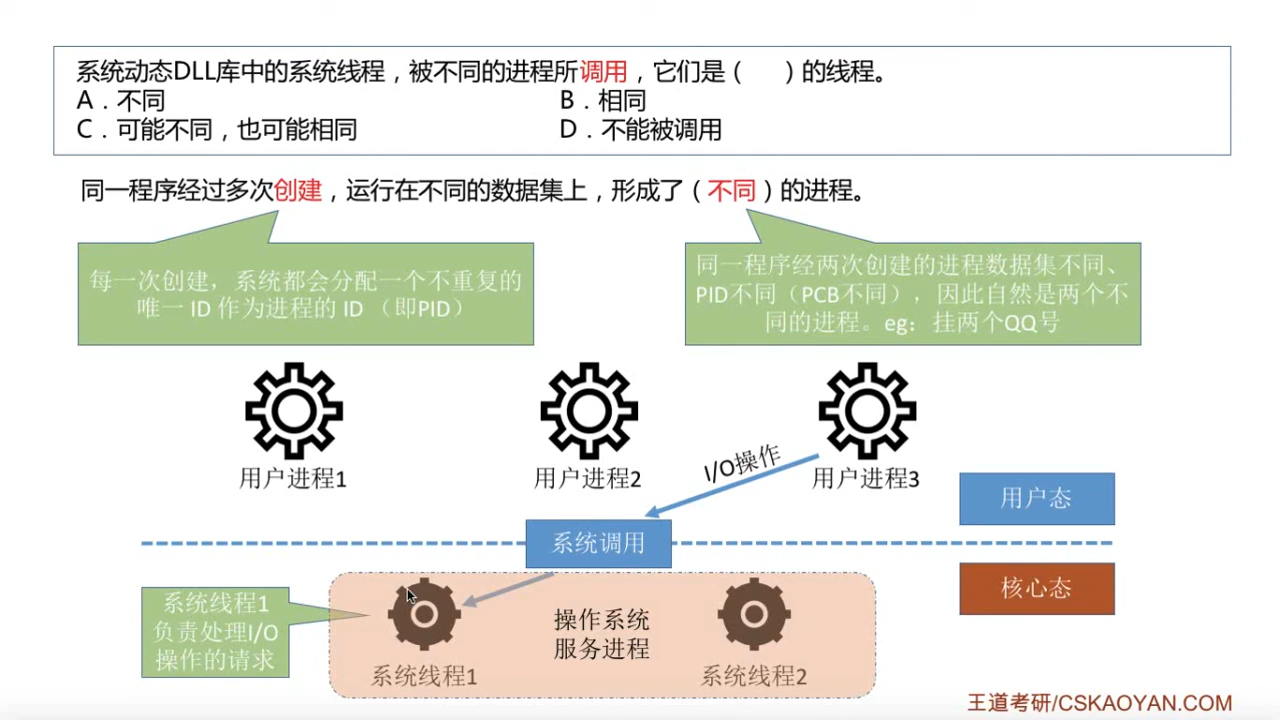 系统动态DLL库中的系统线程，被不同的进程所调用，它们是（　　）的线程。
A．不同
B．相同
C．可能不同，也可能相同
D．不能被调用
同一程序经过多次创建，运行在不同的数据集上，形成了（不同）的进程。
每一次创建，系统都会分配一个不重复的
唯一 ID 作为进程的 ID （即PID）
同一程序经两次创建的进程数据集不同、
PID不同（PCB不同），因此自然是两个不
同的进程。eg：挂两个QQ号
用户进程1
用户进程2
用户进程3
I/O操作
用户态
系统调用
核心态
系统线程1
负责处理I/O
操作的请求
操作系统
服务进程
系统线程1
系统线程2
王道考研/CSKAOYAN.COM